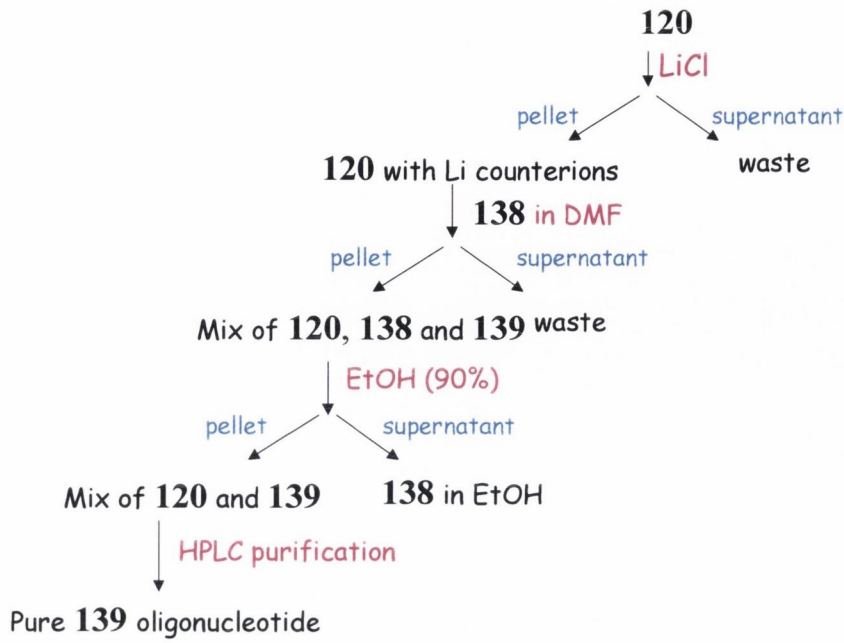 120
LiCl
pellet supernatant
120 with Li counterions waste
138 in DMF
pellet supernatant
Mix of 120, 138 and 139 waste
EtOH (90%)
pellet supernatant
Mix of 120 and 139 138 in EtOH
HPLC purification
Pure 139 oligonucleotide